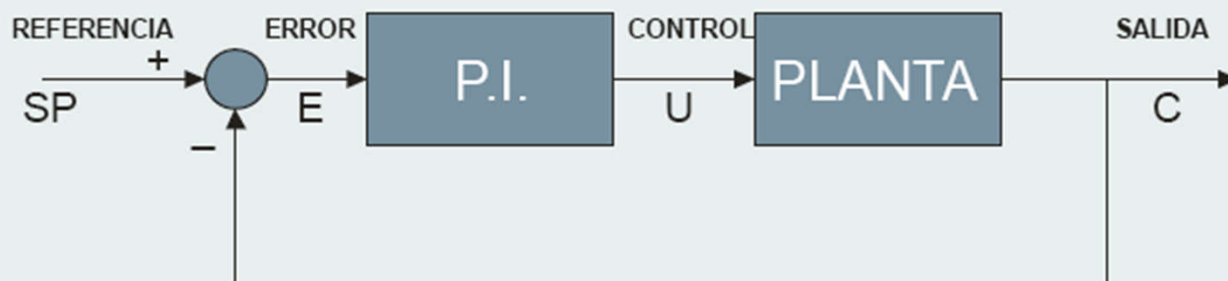 REFERENCIA
ERROR
CONTROL
SALIDA
+
P.I.
PLANTA
SP
E
U
C
−